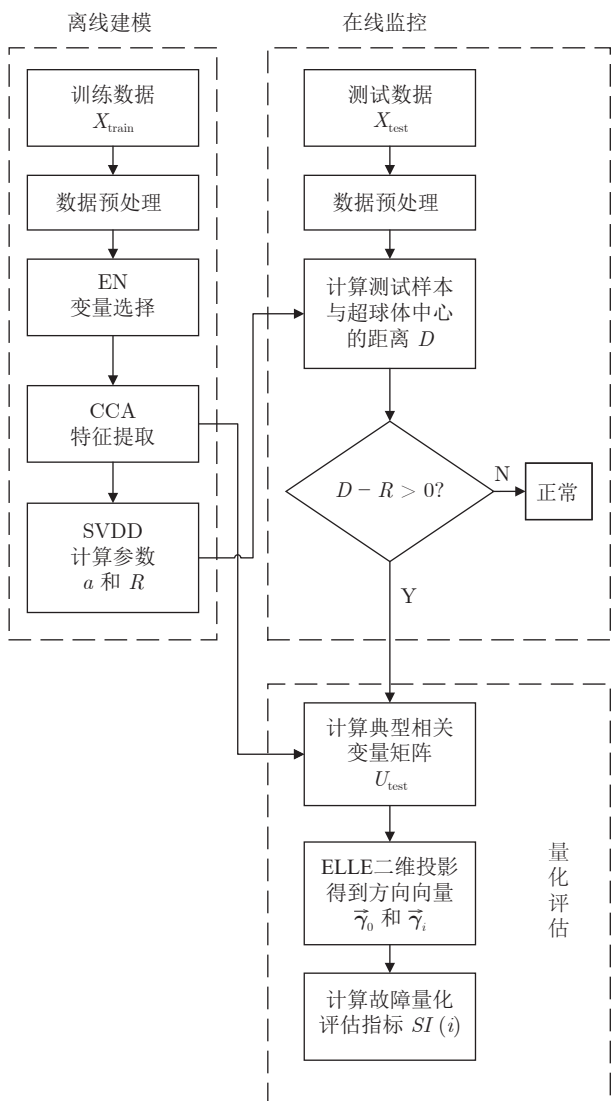 离线建模
训练数据
X_train
数据预处理
EN
变量选择
CCA
特征提取
SVDD
计算参数
a 和 R
在线监控
测试数据
X_test
数据预处理
计算测试样本
与超球体中心
的距离 D
D − R > 0?
N
正常
Y
计算典型相关
变量矩阵
U_test
ELLE二维投影
得到方向向量
γ⃗₀ 和 γ⃗ᵢ
计算故障量化
评估指标 SI (i)
量
化
评
估